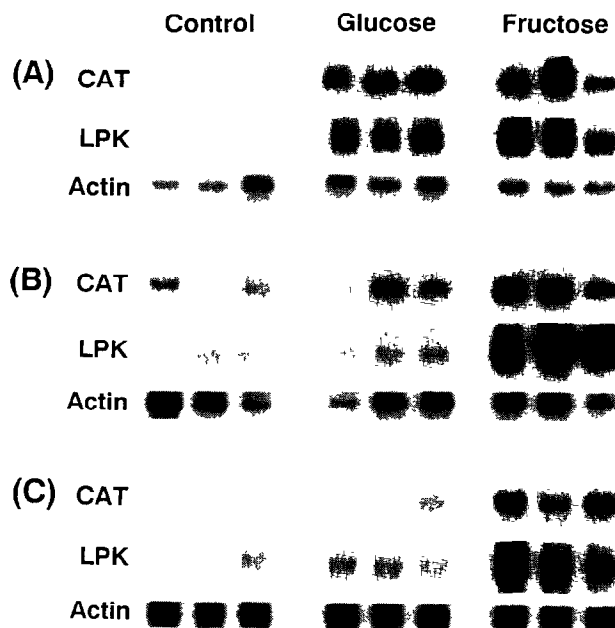 Control Glucose Fructose
(A) CAT
LPK
Actin
(B) CAT
LPK
Actin
(C) CAT
LPK
Actin